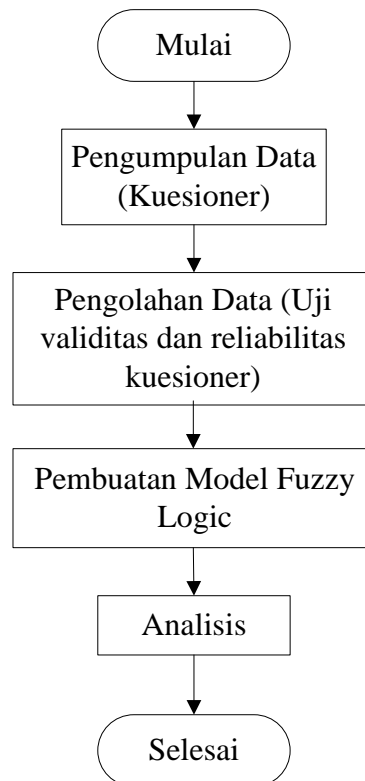 Mulai
Pengumpulan Data
(Kuesioner)
Pengolahan Data (Uji
validitas dan reliabilitas
kuesioner)
Pembuatan Model Fuzzy
Logic
Analisis
Selesai